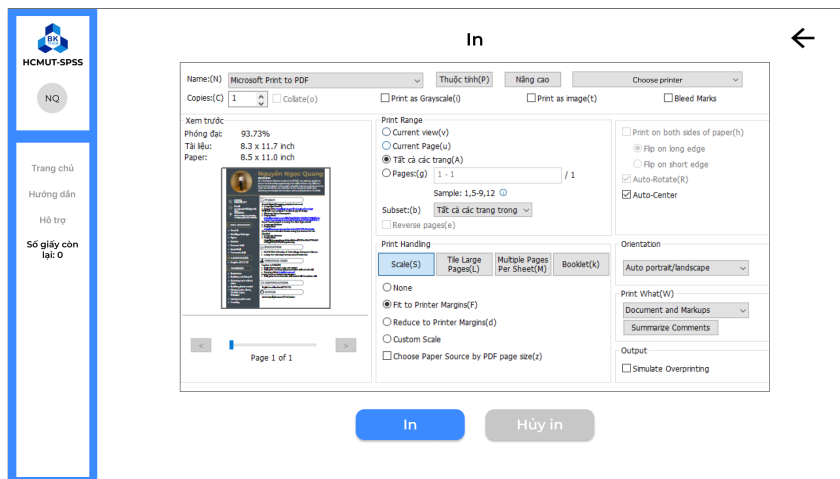 BK
TP.HCM
HCMUT-SPSS
NQ
Trang chủ
Hướng dẫn
Hỗ trợ
Số giấy còn
lại: 0
In
Name:(N) Microsoft Print to PDF Thuộc tính(P) Nâng cao Choose printer
Copies:(C) 1 Collate(o) Print as Grayscale(i) Print as image(t) Bleed Marks
Xem trước
Phóng đại: 93.73%
Tài liệu: 8.3 x 11.7 inch
Paper: 8.5 x 11.0 inch
Nguyễn Ngọc Quang
< >
Page 1 of 1
Print Range
Current view(v)
Current Page(u)
Tất cả các trang(A)
Pages:(g) 1 - 1 / 1
Sample: 1,5-9,12
Subset:(b) Tất cả các trang trong
Reverse pages(e)
Print on both sides of paper(h)
Flip on long edge
Flip on short edge
Auto-Rotate(R)
Auto-Center
Print Handling
Scale(S) Tile Large Pages(L) Multiple Pages Per Sheet(M) Booklet(k)
None
Fit to Printer Margins(F)
Reduce to Printer Margins(d)
Custom Scale
Choose Paper Source by PDF page size(z)
Orientation
Auto portrait/landscape
Print What(W)
Document and Markups
Summarize Comments
Output
Simulate Overprinting
In
Hủy in